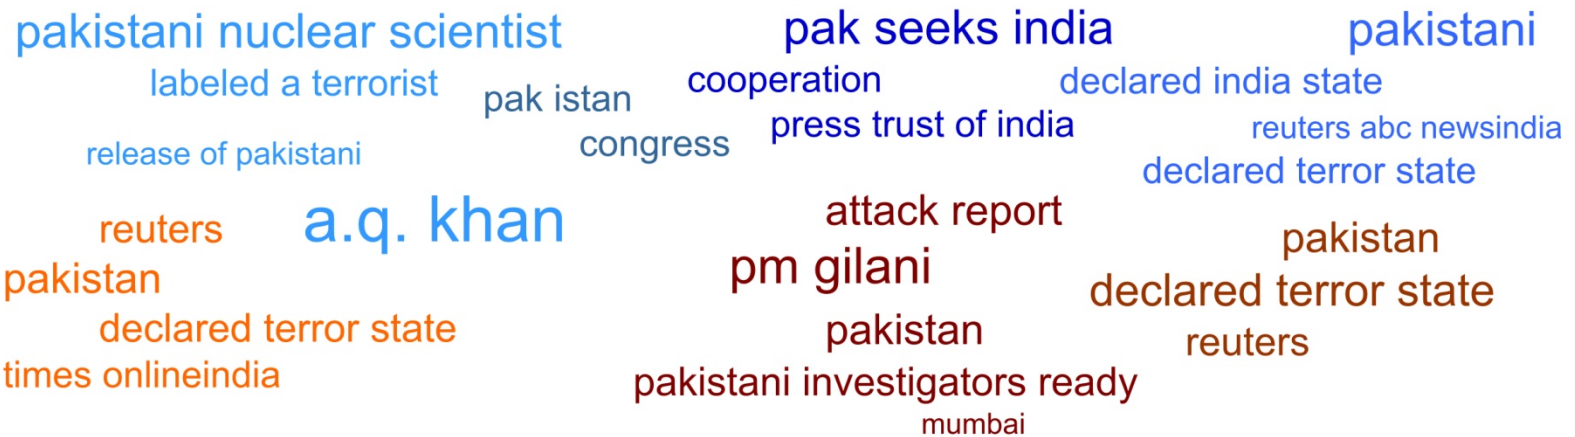 pakistani nuclear scientist
labeled a terrorist
release of pakistani
a.q. khan
pak istan
congress
pak seeks india
cooperation
press trust of india
pakistani
declared india state
reuters abc newsindia
declared terror state
reuters
pakistan
declared terror state
times onlineindia
attack report
pm gilani
pakistan
pakistani investigators ready
mumbai
pakistan
declared terror state
reuters